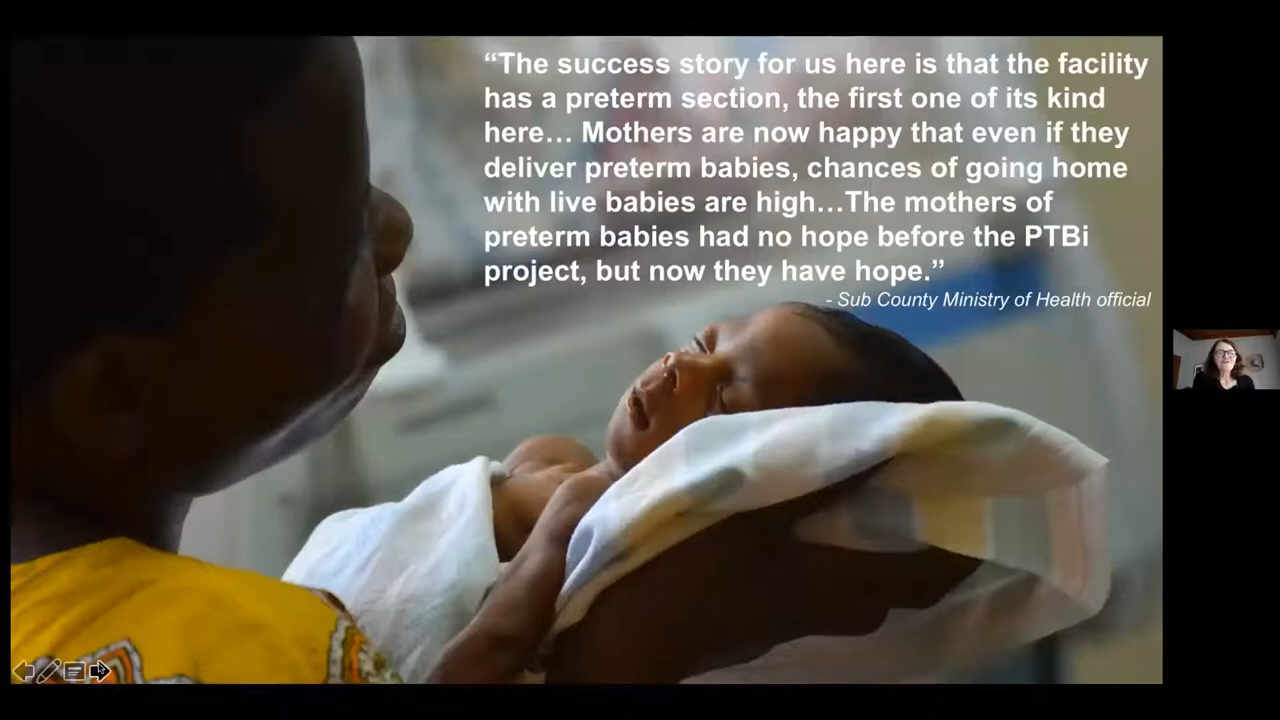 “The success story for us here is that the facility
has a preterm section, the first one of its kind
here… Mothers are now happy that even if they
deliver preterm babies, chances of going home
with live babies are high…The mothers of
preterm babies had no hope before the PTBi
project, but now they have hope.”
- Sub County Ministry of Health official